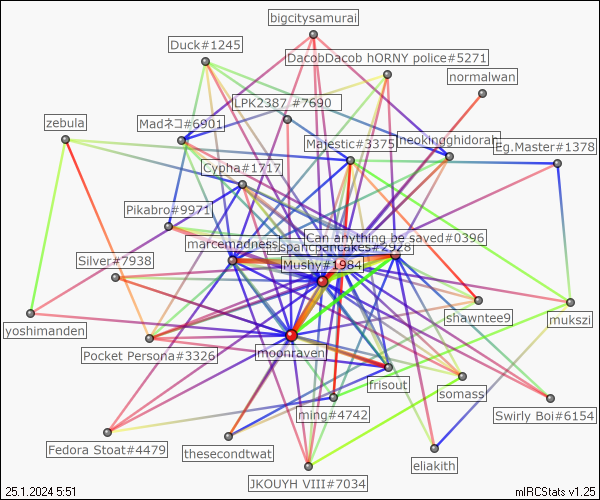 bigcitysamurai
Duck#1245
DacobDacob hORNY police#5271
normalwan
LPK2387 #7690
zebula
Madネコ#6901
Majestic#3375
neokingghidorah
Eg.Master#1378
Cypha#1717
Pikabro#9971
marcemadness
Can anything be saved#0396
pancakes#2928
Silver#7938
Mushy#1984
yoshimanden
shawntee9
mukszi
Pocket Persona#3326
moonraven
frisout
somass
ming#4742
Swirly Boi#6154
Fedora Stoat#4479
thesecondtwat
eliakith
JKOUYH VIII#7034
25.1.2024 5:51
mIRCStats v1.25